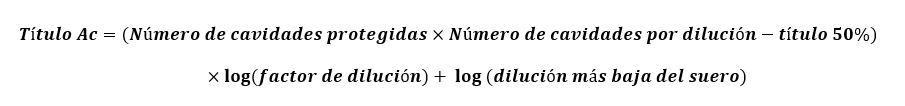 Título Ac = (Número de cavidades protegidas × Número de cavidades por dilución − título 50%)
× log(factor de dilución) + log (dilución más baja del suero)